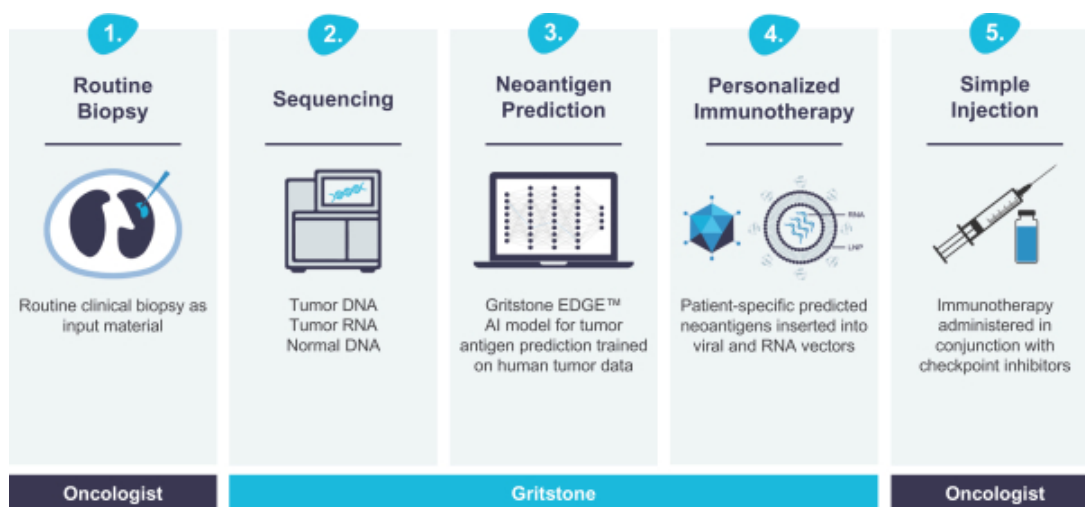 1.
Routine
Biopsy
Routine clinical biopsy as
input material
2.
Sequencing
Tumor DNA
Tumor RNA
Normal DNA
3.
Neoantigen
Prediction
Gritstone EDGE™
AI model for tumor
antigen prediction trained
on human tumor data
4.
Personalized
Immunotherapy
RNA
LNP
Patient-specific predicted
neoantigens inserted into
viral and RNA vectors
5.
Simple
Injection
Immunotherapy
administered in
conjunction with
checkpoint inhibitors
Oncologist
Gritstone
Oncologist